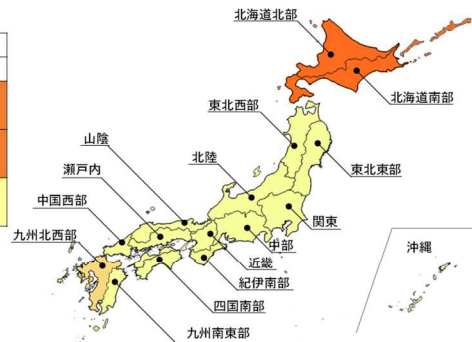 北海道北部
北海道南部
東北西部
山陰
北陸
東北東部
瀬戸内
中国西部
関東
九州北西部
中部
沖縄
近畿
紀伊南部
四国南部
九州南東部